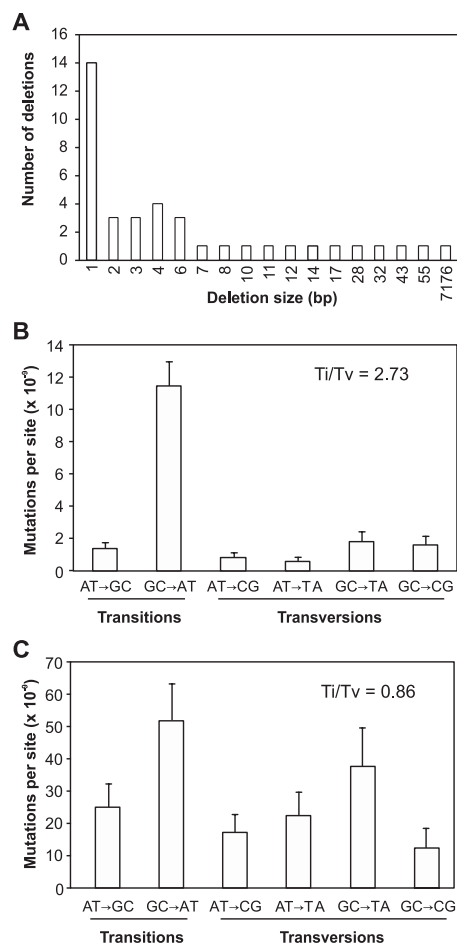 A
Number of deletions
16
14
12
10
8
6
4
2
0
1 2 3 4 6 7 8 10 11 12 14 17 28 32 43 55 7176
Deletion size (bp)
B
Mutations per site (x 10⁻⁹)
14
12
10
8
6
4
2
0
Ti/Tv = 2.73
AT→GC GC→AT AT→CG AT→TA GC→TA GC→CG
Transitions Transversions
C
Mutations per site (x 10⁻⁹)
70
60
50
40
30
20
10
0
Ti/Tv = 0.86
AT→GC GC→AT AT→CG AT→TA GC→TA GC→CG
Transitions Transversions